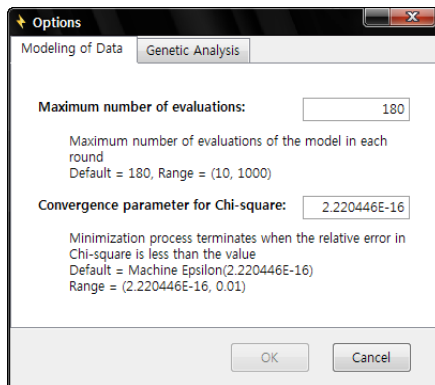 Options
Modeling of Data
Genetic Analysis
Maximum number of evaluations:
180
Maximum number of evaluations of the model in each
round
Default = 180, Range = (10, 1000)
Convergence parameter for Chi-square:
2.220446E-16
Minimization process terminates when the relative error in
Chi-square is less than the value
Default = Machine Epsilon(2.220446E-16)
Range = (2.220446E-16, 0.01)
OK
Cancel